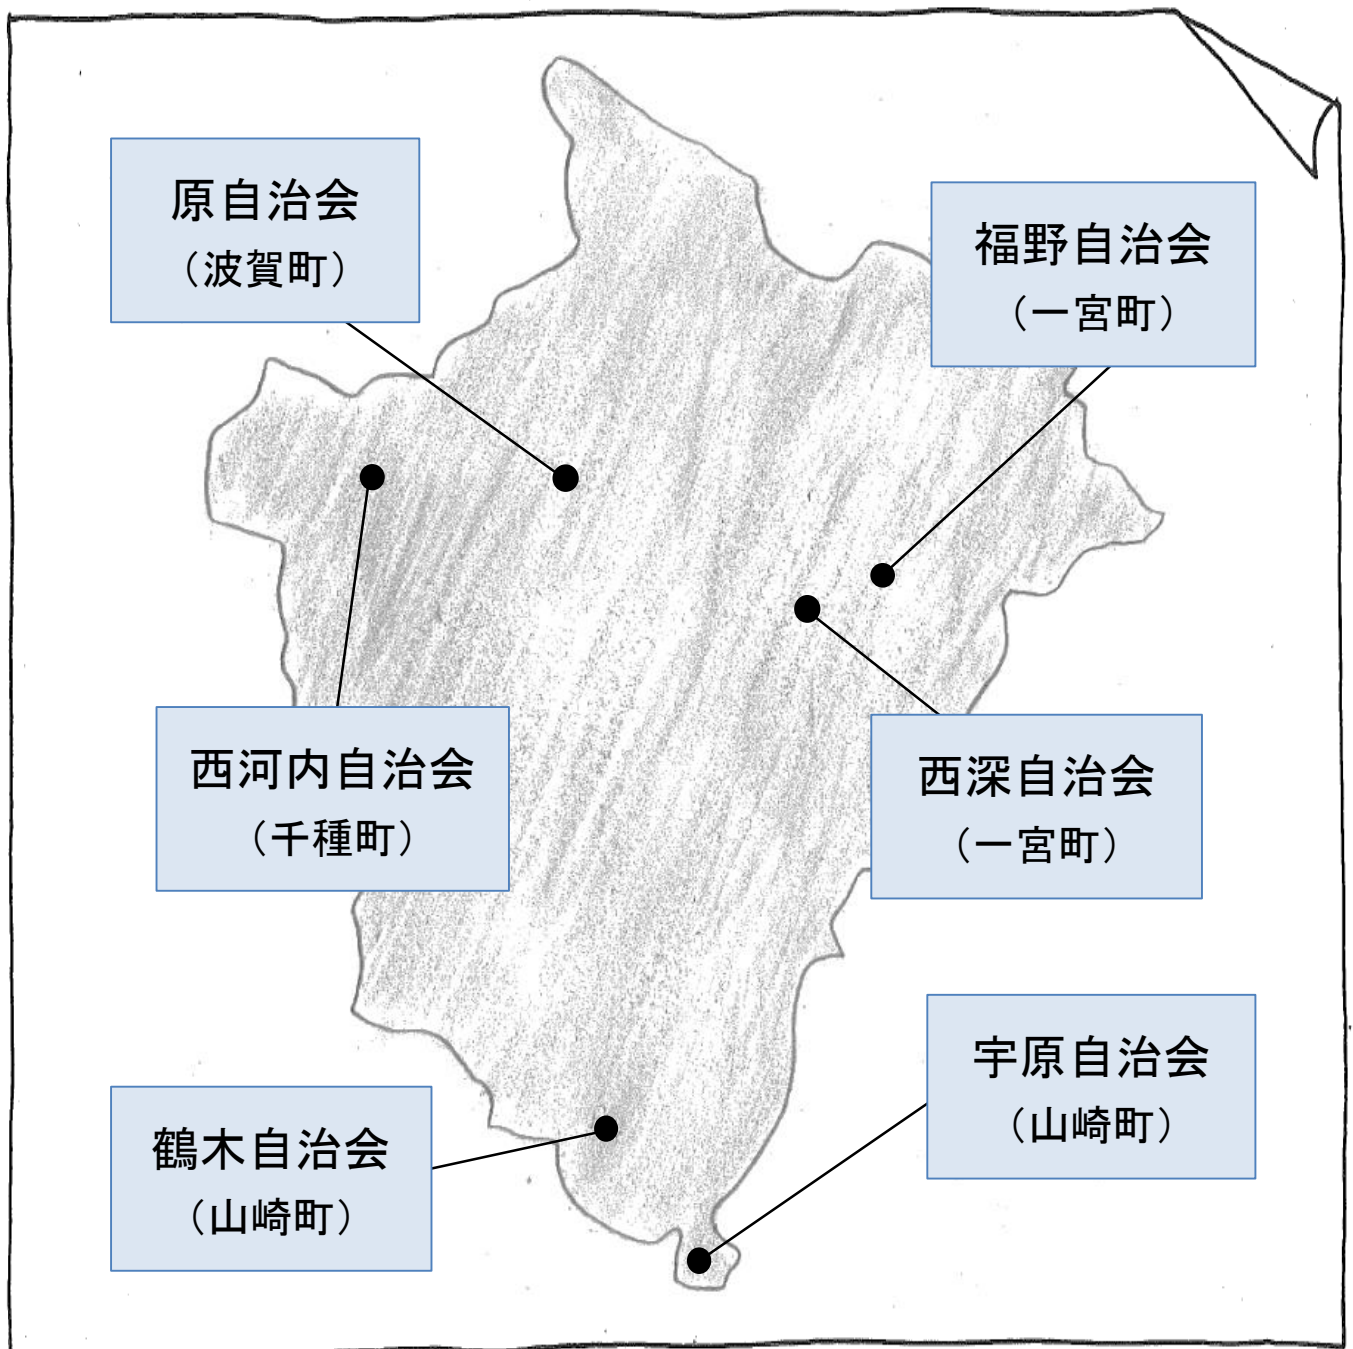 原自治会
（波賀町）
福野自治会
（一宮町）
西河内自治会
（千種町）
西深自治会
（一宮町）
宇原自治会
（山崎町）
鶴木自治会
（山崎町）